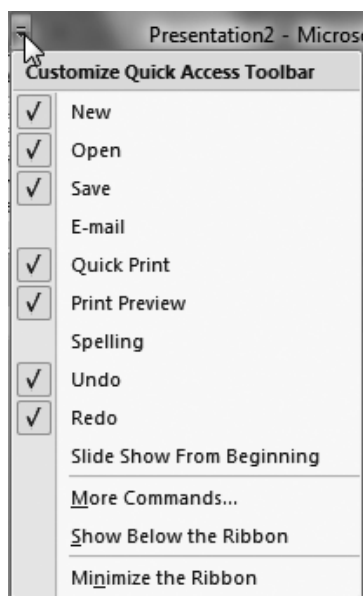 Presentation2 - Microso
Customize Quick Access Toolbar
New
Open
Save
E-mail
Quick Print
Print Preview
Spelling
Undo
Redo
Slide Show From Beginning
More Commands...
Show Below the Ribbon
Minimize the Ribbon